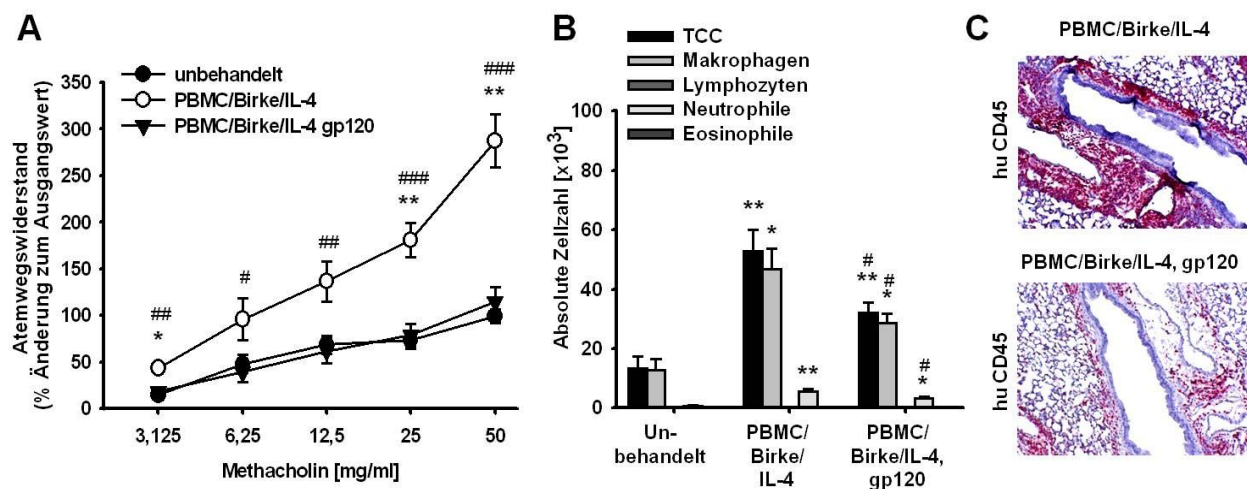 A
Atemwegswiderstand
(% Änderung zum Ausgangswert)
350
300
250
200
150
100
50
0
unbehandelt
PBMC/Birke/IL-4
PBMC/Birke/IL-4 gp120
##
*
#
##
###
**
###
**
3,125
6,25
12,5
25
50
Methacholin [mg/ml]
B
TCC
Makrophagen
Lymphozyten
Neutrophile
Eosinophile
Absolute Zellzahl [x10³]
100
80
60
40
20
0
**
*
**
#
**
#
*
#
*
Un-
behandelt
PBMC/
Birke/
IL-4
PBMC/
Birke/IL-4,
gp120
C
PBMC/Birke/IL-4
hu CD45
PBMC/Birke/IL-4, gp120
hu CD45